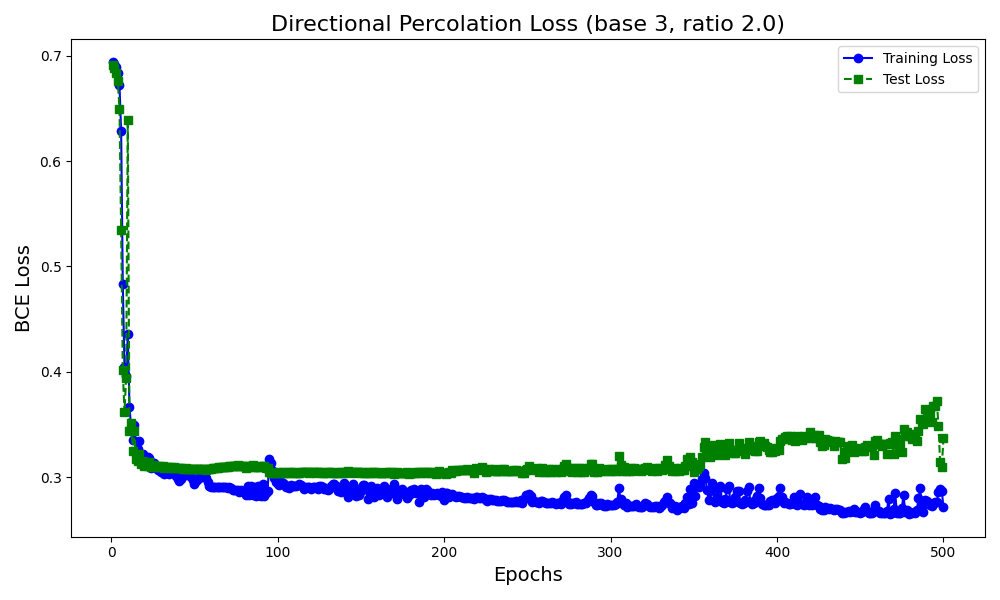 Directional Percolation Loss (base 3, ratio 2.0)
Training Loss
Test Loss
BCE Loss
0.7
0.6
0.5
0.4
0.3
0
100
200
300
400
500
Epochs